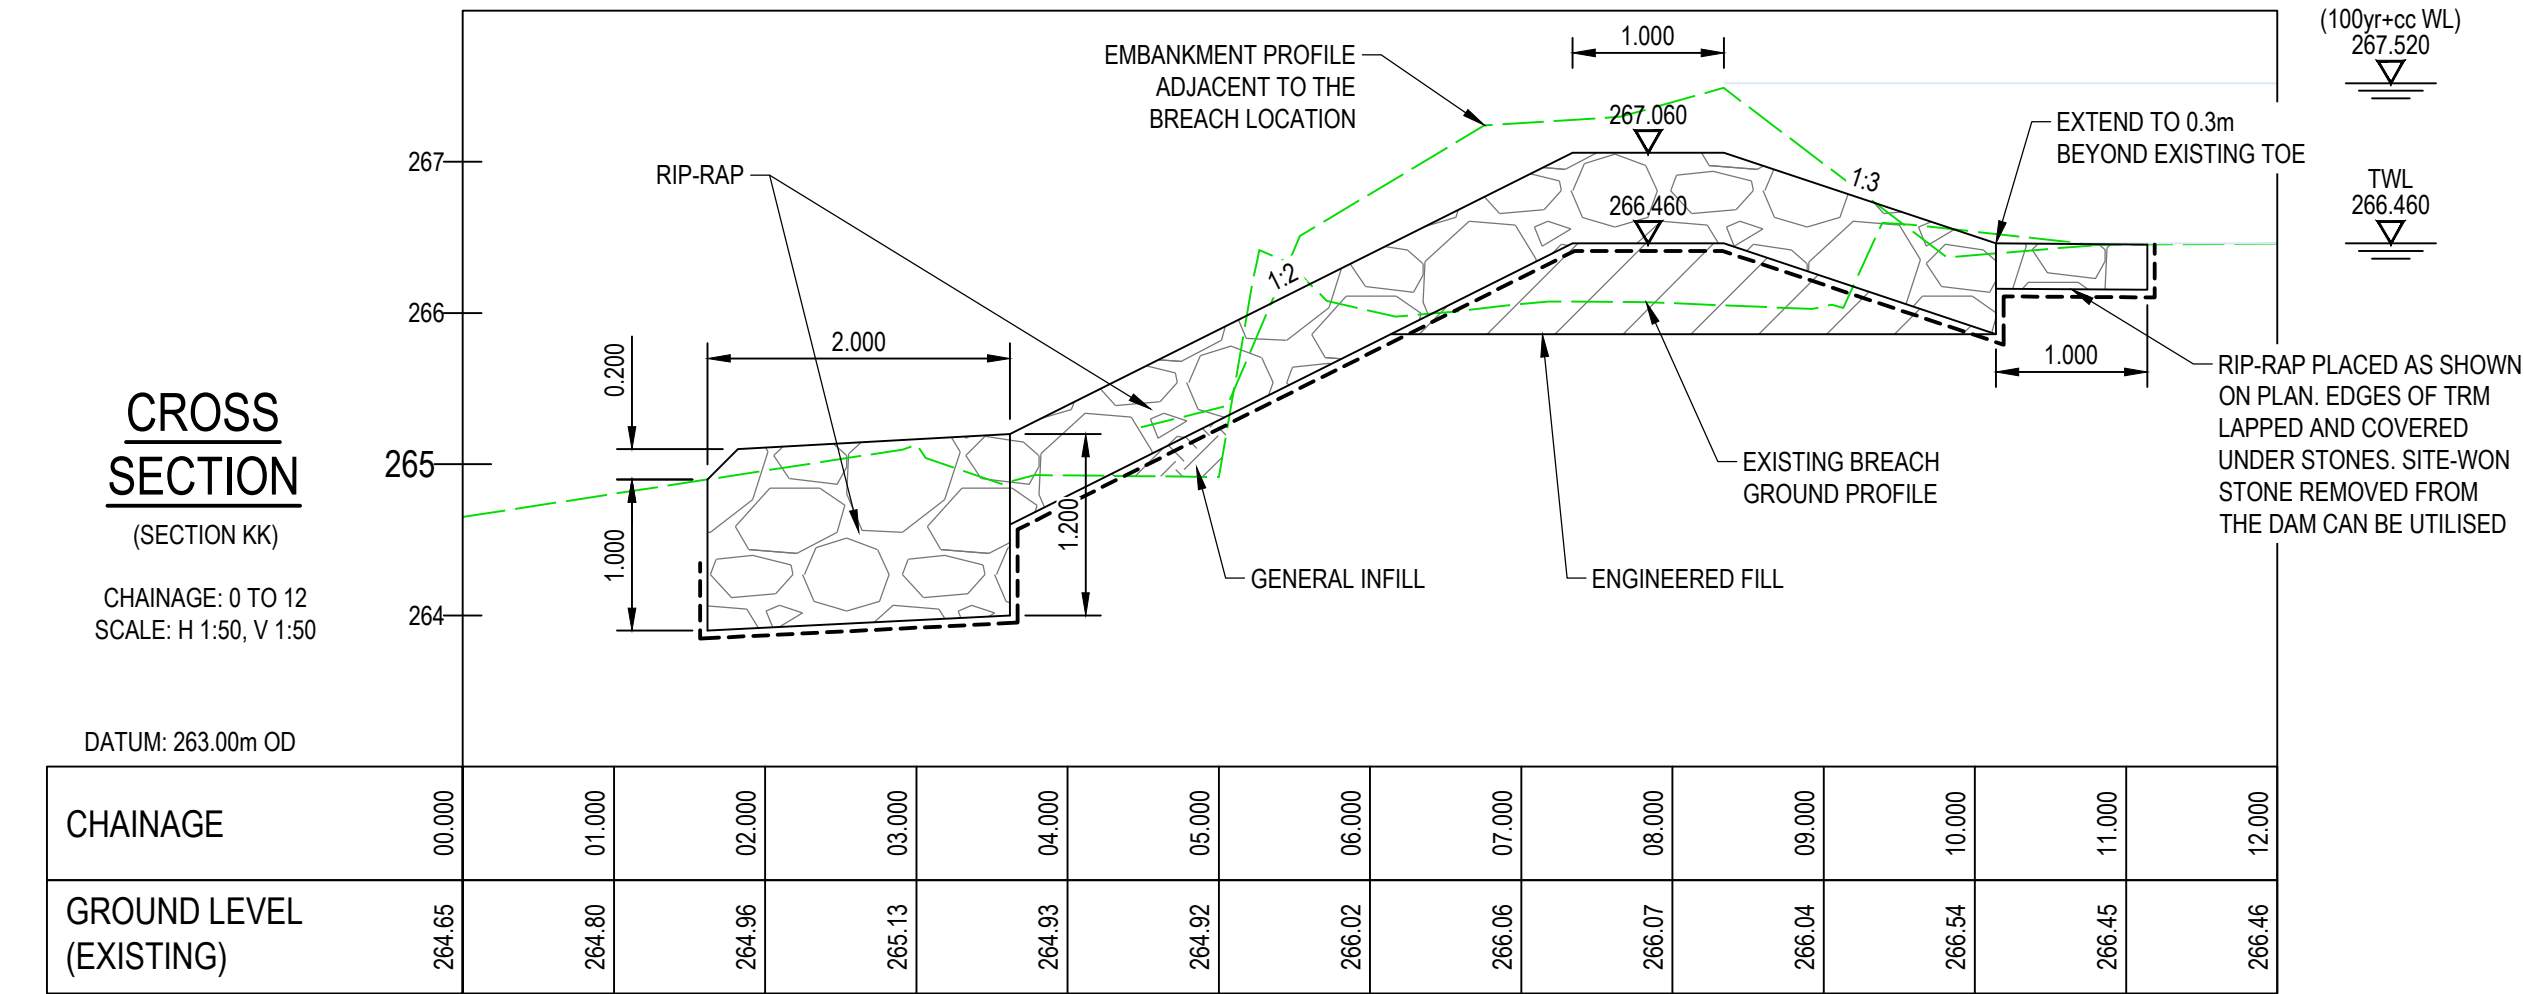 (100yr+cc WL)
267.520
1.000
EMBANKMENT PROFILE
ADJACENT TO THE
BREACH LOCATION
267.060
EXTEND TO 0.3m
BEYOND EXISTING TOE
267
RIP-RAP
1:3
TWL
266.460
266.460
1:2
266
2.000
0.200
1.000
RIP-RAP PLACED AS SHOWN
ON PLAN. EDGES OF TRM
LAPPED AND COVERED
UNDER STONES. SITE-WON
STONE REMOVED FROM
THE DAM CAN BE UTILISED
CROSS
SECTION
(SECTION KK)
CHAINAGE: 0 TO 12
SCALE: H 1:50, V 1:50
265
EXISTING BREACH
GROUND PROFILE
1.000
1.200
GENERAL INFILL
ENGINEERED FILL
264
DATUM: 263.00m OD
CHAINAGE 00.000 01.000 02.000 03.000 04.000 05.000 06.000 07.000 08.000 09.000 10.000 11.000 12.000
GROUND LEVEL
(EXISTING) 264.65 264.80 264.96 265.13 264.93 264.92 266.02 266.06 266.07 266.04 266.54 266.45 266.46